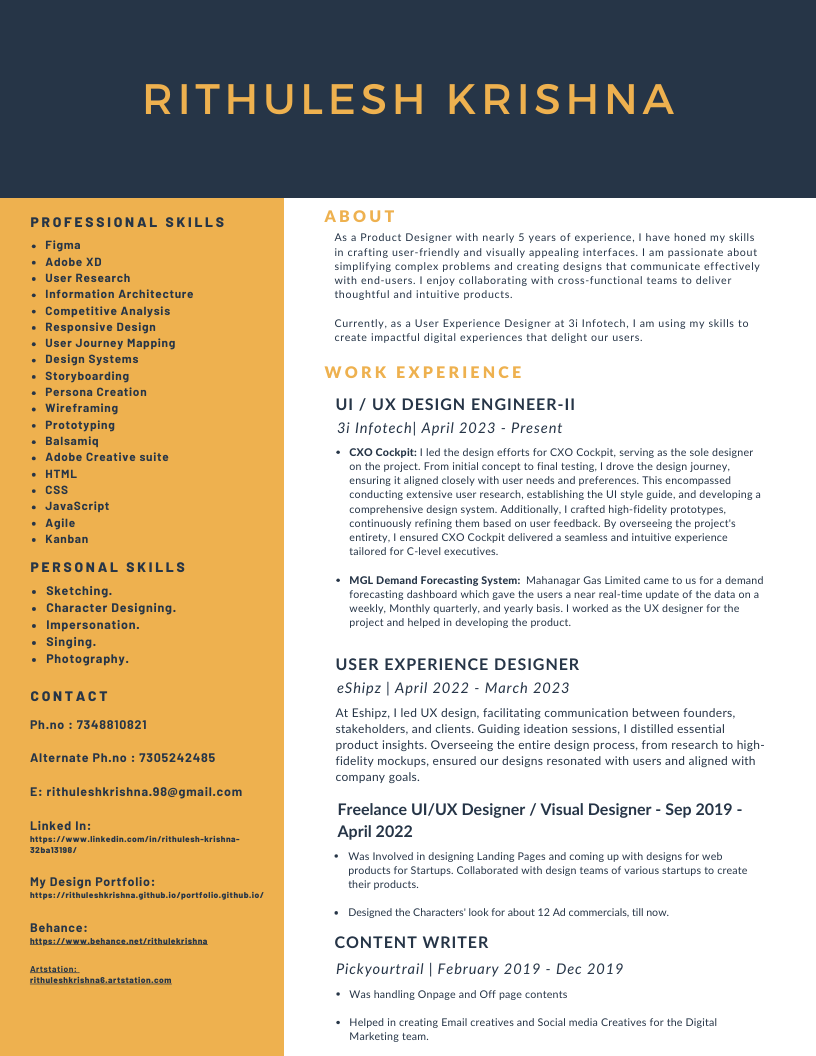 RITHULESH KRISHNA
PROFESSIONAL SKILLS
• Figma
• Adobe XD
• User Research
• Information Architecture
• Competitive Analysis
• Responsive Design
• User Journey Mapping
• Design Systems
• Storyboarding
• Persona Creation
• Wireframing
• Prototyping
• Balsamiq
• Adobe Creative suite
• HTML
• CSS
• JavaScript
• Agile
• Kanban
PERSONAL SKILLS
• Sketching.
• Character Designing.
• Impersonation.
• Singing.
• Photography.
CONTACT
Ph.no : 7348810821
Alternate Ph.no : 7305242485
E: rithuleshkrishna.98@gmail.com
Linked In:
https://www.linkedin.com/in/rithulesh-krishna-
32ba13198/
My Design Portfolio:
https://rithuleshkrishna.github.io/portfolio.github.io/
Behance:
https://www.behance.net/rithulekrishna
Artstation:
rithuleshkrishna6.artstation.com
ABOUT
As a Product Designer with nearly 5 years of experience, I have honed my skills
in crafting user-friendly and visually appealing interfaces. I am passionate about
simplifying complex problems and creating designs that communicate effectively
with end-users. I enjoy collaborating with cross-functional teams to deliver
thoughtful and intuitive products.
Currently, as a User Experience Designer at 3i Infotech, I am using my skills to
create impactful digital experiences that delight our users.
WORK EXPERIENCE
UI / UX DESIGN ENGINEER-II
3i Infotech| April 2023 - Present
• CXO Cockpit: I led the design efforts for CXO Cockpit, serving as the sole designer
on the project. From initial concept to final testing, I drove the design journey,
ensuring it aligned closely with user needs and preferences. This encompassed
conducting extensive user research, establishing the UI style guide, and developing a
comprehensive design system. Additionally, I crafted high-fidelity prototypes,
continuously refining them based on user feedback. By overseeing the project's
entirety, I ensured CXO Cockpit delivered a seamless and intuitive experience
tailored for C-level executives.
• MGL Demand Forecasting System: Mahanagar Gas Limited came to us for a demand
forecasting dashboard which gave the users a near real-time update of the data on a
weekly, Monthly quarterly, and yearly basis. I worked as the UX designer for the
project and helped in developing the product.
USER EXPERIENCE DESIGNER
eShipz | April 2022 - March 2023
At Eshipz, I led UX design, facilitating communication between founders,
stakeholders, and clients. Guiding ideation sessions, I distilled essential
product insights. Overseeing the entire design process, from research to high-
fidelity mockups, ensured our designs resonated with users and aligned with
company goals.
Freelance UI/UX Designer / Visual Designer - Sep 2019 -
April 2022
• Was Involved in designing Landing Pages and coming up with designs for web
products for Startups. Collaborated with design teams of various startups to create
their products.
• Designed the Characters' look for about 12 Ad commercials, till now.
CONTENT WRITER
Pickyourtrail | February 2019 - Dec 2019
• Was handling Onpage and Off page contents
• Helped in creating Email creatives and Social media Creatives for the Digital
Marketing team.